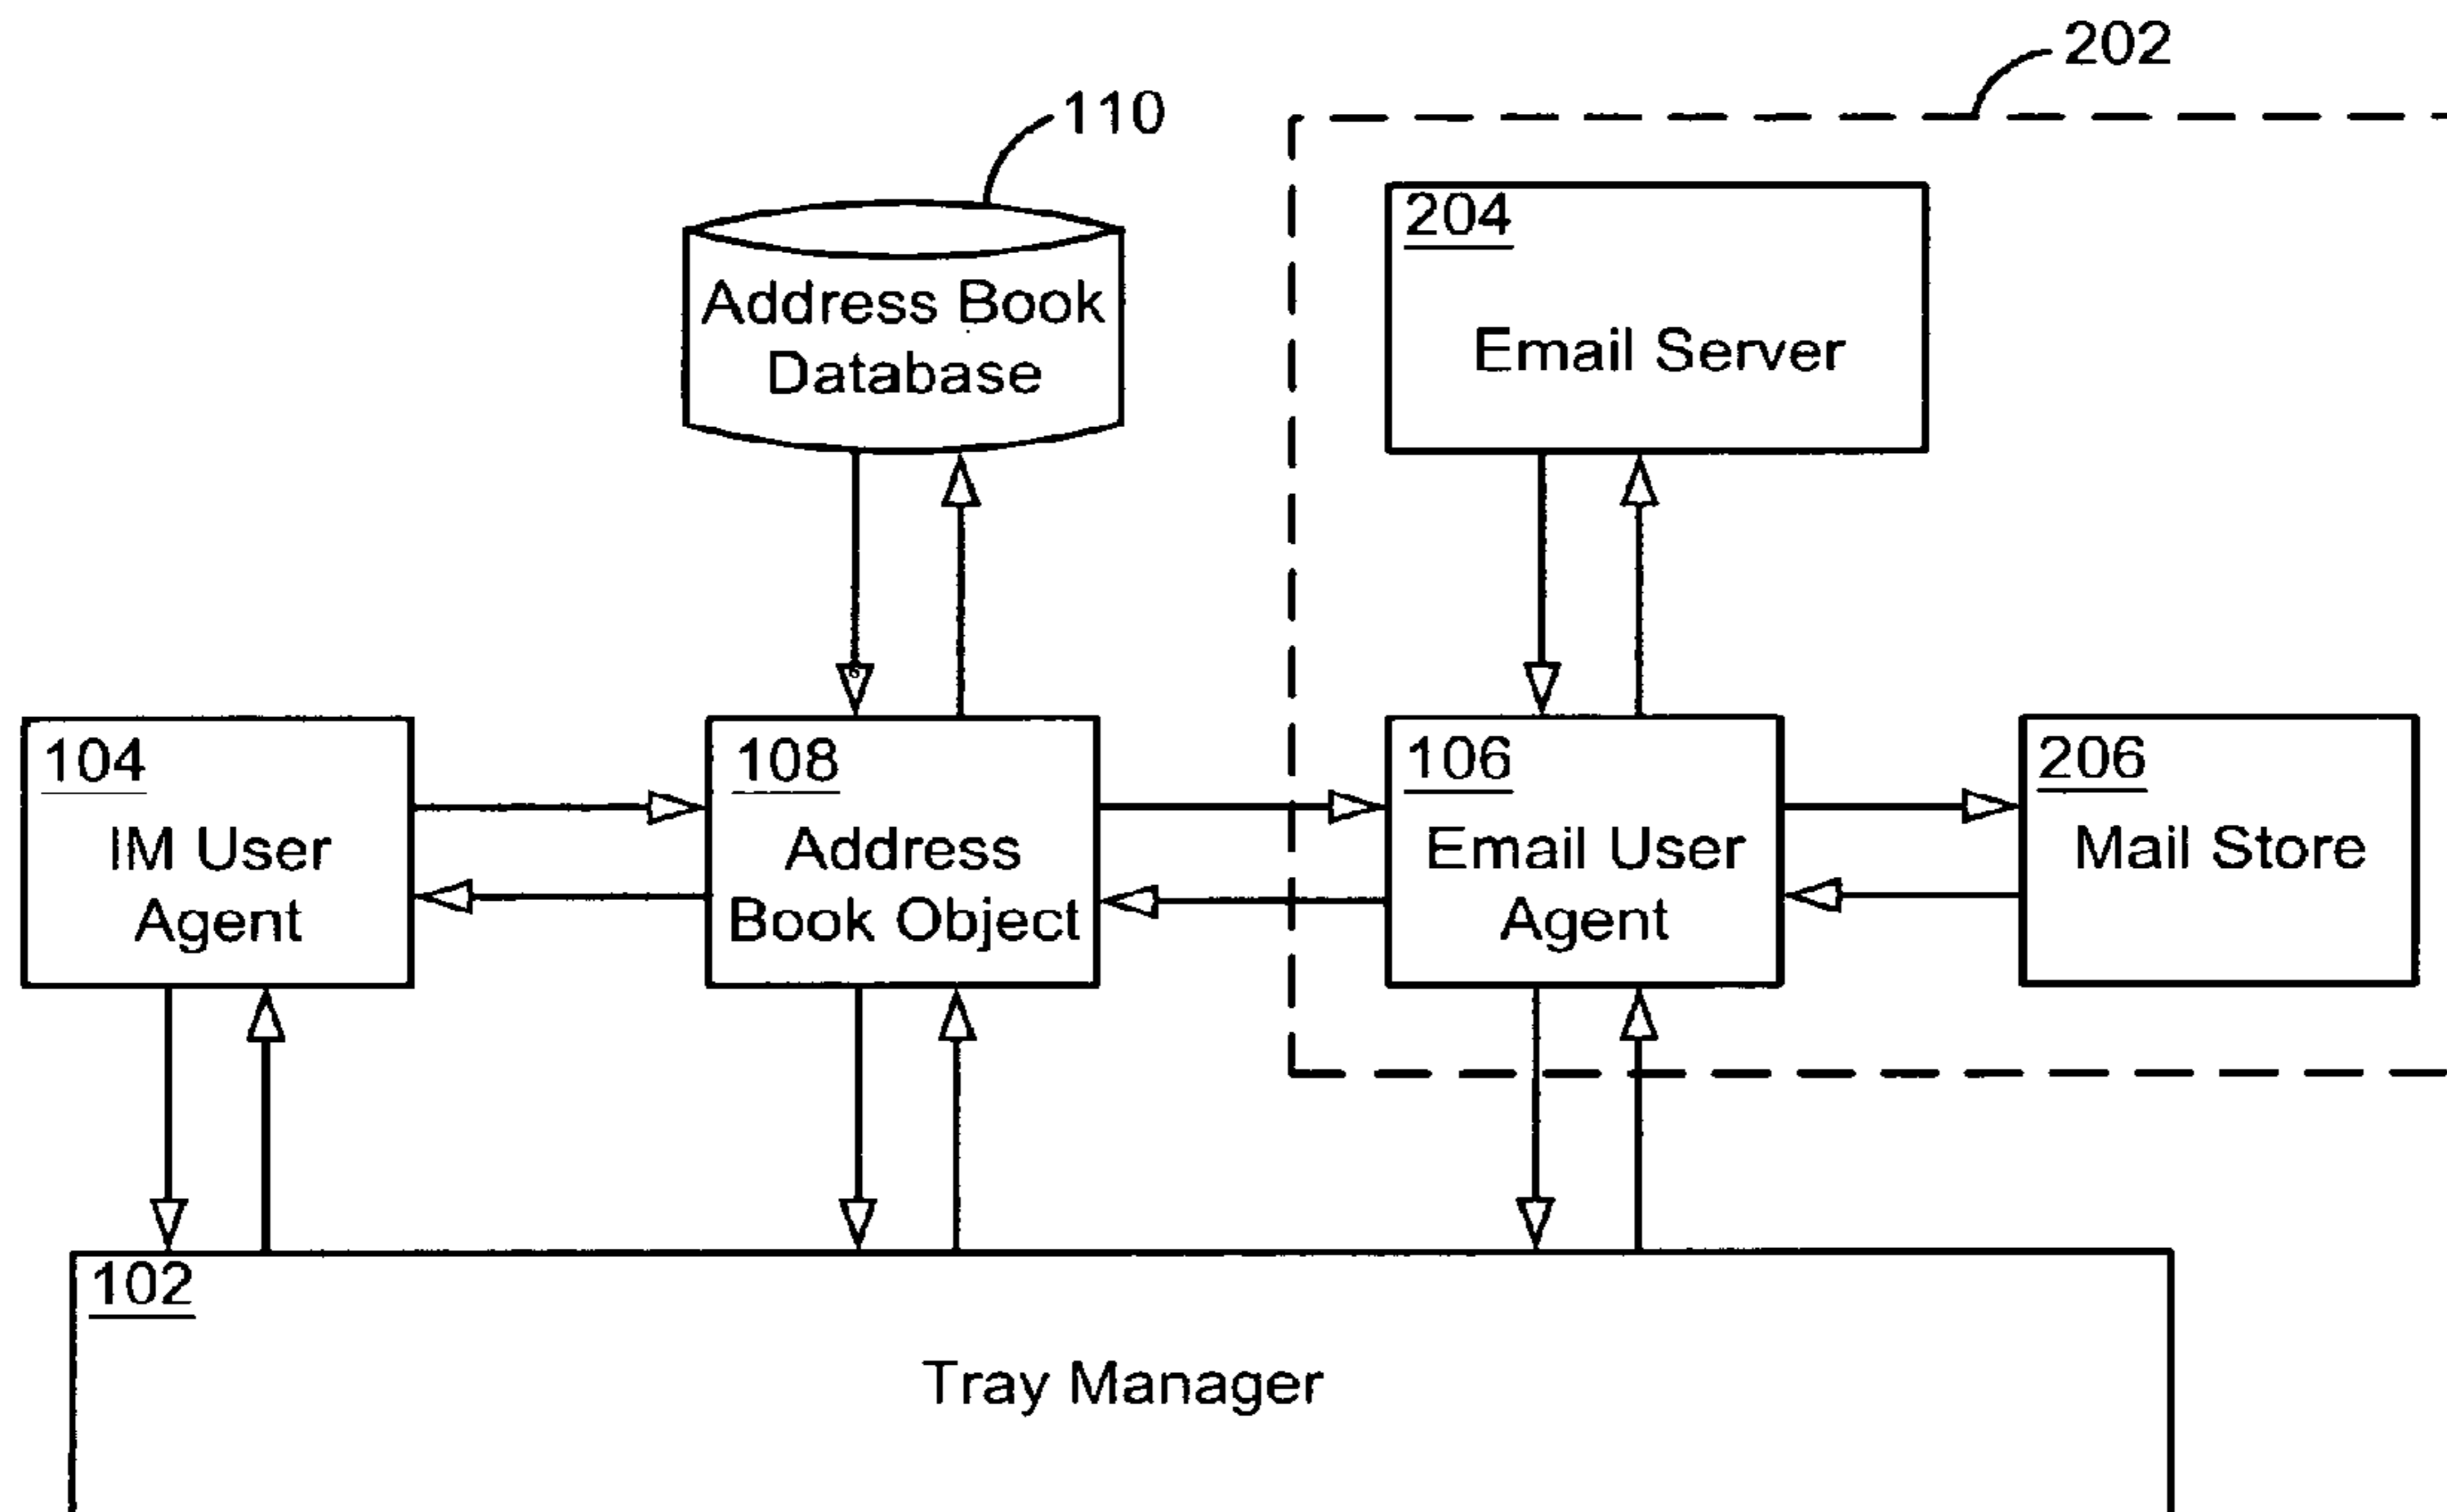 202
110
204
Address Book
Database
Email Server
104
IM User
Agent
108
Address
Book Object
106
Email User
Agent
206
Mail Store
102
Tray Manager